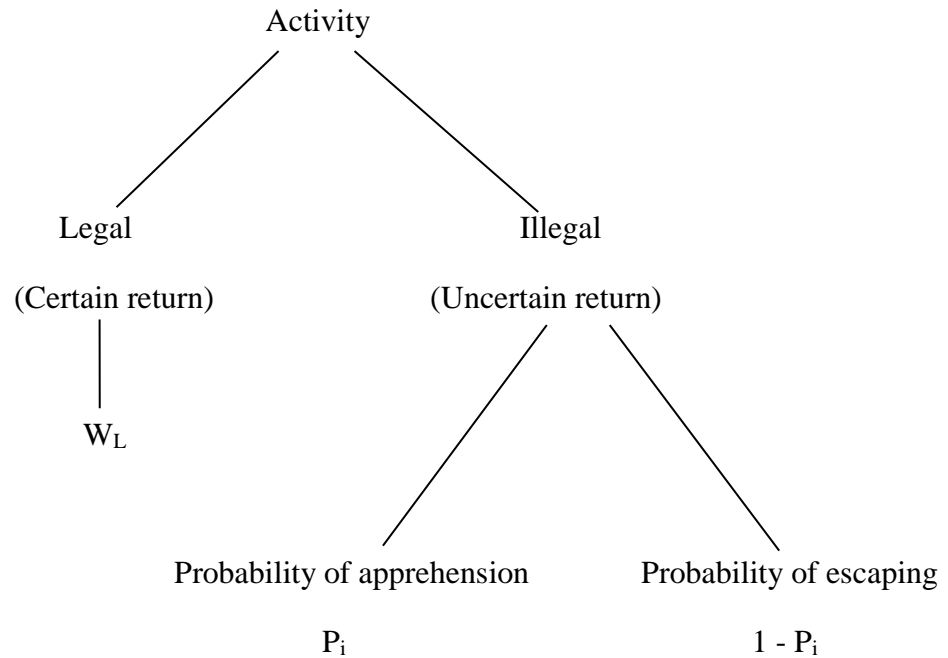 Activity
Legal
Illegal
(Certain return)
(Uncertain return)
W_L
Probability of apprehension
Probability of escaping
P_i
1 - P_i